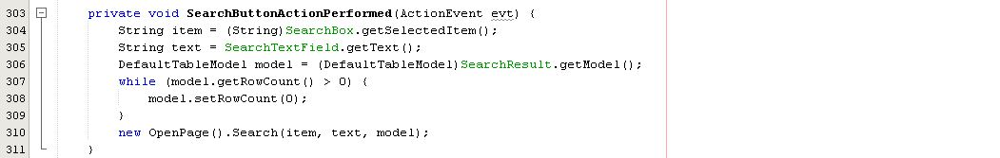 303 private void SearchButtonActionPerformed(ActionEvent evt) {
304 String item = (String)SearchBox.getSelectedItem();
305 String text = SearchTextField.getText();
306 DefaultTableModel model = (DefaultTableModel)SearchResult.getModel();
307 while (model.getRowCount() > 0) {
308 model.setRowCount(0);
309 }
310 new OpenPage().Search(item, text, model);
311 }